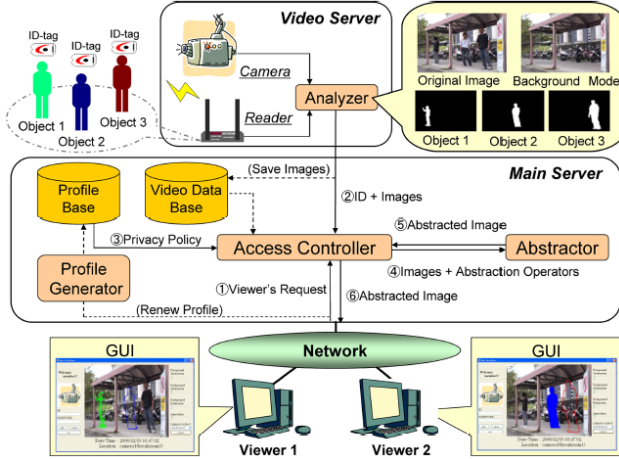 Video Server
ID-tag
ID-tag
ID-tag
Camera
Reader
Analyzer
Object 1
Object 2
Object 3
Original Image
Background Mode
Object 1
Object 2
Object 3
Main Server
(Save Images)
Profile
Base
Video Data
Base
②ID + Images
③Privacy Policy
Access Controller
⑤Abstracted Image
Abstractor
④Images + Abstraction Operators
Profile
Generator
①Viewer's Request
⑥Abstracted Image
(Renew Profile)
Network
GUI
GUI
Viewer 1
Viewer 2